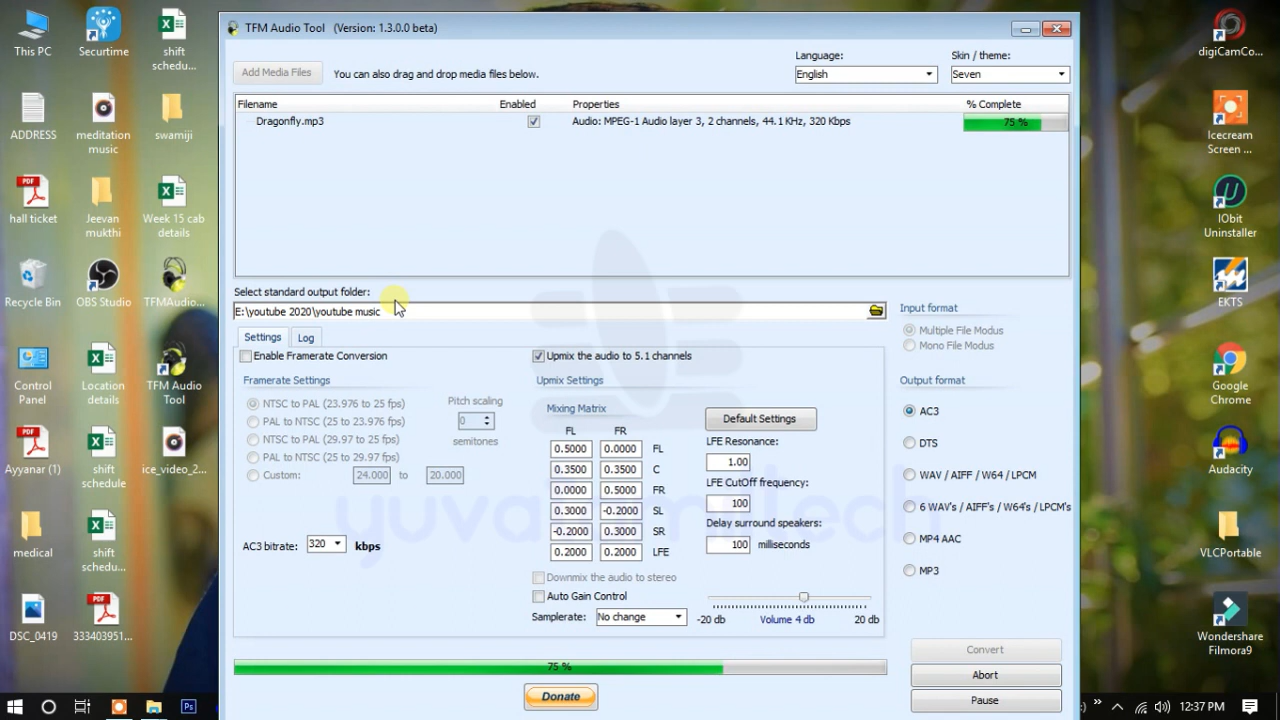 This PC
Securtime
shift
schedu...
ADDRESS
meditation
music
swamiji
hall ticket
Jeevan
mukthi
Week 15 cab
details
Recycle Bin
OBS Studio
TFMAudio...
Control
Panel
Location
details
TFM Audio
Tool
Ayyanar (1)
shift
schedule
ice_video_2...
medical
shift
schedu...
DSC_0419
333403951...
TFM Audio Tool (Version: 1.3.0.0 beta)
Add Media Files
You can also drag and drop media files below.
Language:
English
Skin / theme:
Seven
Filename Enabled Properties % Complete
Dragonfly.mp3 Audio: MPEG-1 Audio layer 3, 2 channels, 44.1 KHz, 320 Kbps 75 %
Select standard output folder:
E:\youtube 2020\youtube music
Settings Log
Enable Framerate Conversion
Framerate Settings
NTSC to PAL (23.976 to 25 fps)
PAL to NTSC (25 to 23.976 fps)
NTSC to PAL (29.97 to 25 fps)
PAL to NTSC (25 to 29.97 fps)
Custom: 24.000 to 20.000
Pitch scaling
0
semitones
AC3 bitrate: 320 kbps
Upmix the audio to 5.1 channels
Upmix Settings
Mixing Matrix
FL FR
0.5000 0.0000 FL
0.3500 0.3500 C
0.0000 0.5000 FR
0.3000 -0.2000 SL
-0.2000 0.3000 SR
0.2000 0.2000 LFE
Default Settings
LFE Resonance:
1.00
LFE CutOff frequency:
100
Delay surround speakers:
100 milliseconds
Downmix the audio to stereo
Auto Gain Control
Samplerate: No change
-20 db Volume 4 db 20 db
Input format
Multiple File Modus
Mono File Modus
Output format
AC3
DTS
WAV / AIFF / W64 / LPCM
6 WAV's / AIFF's / W64's / LPCM's
MP4 AAC
MP3
75 %
Donate
Convert
Abort
Pause
digiCamCo...
Icecream
Screen ...
IObit
Uninstaller
EKTS
Google
Chrome
Audacity
VLCPortable
Wondershare
Filmora9
Ps
12:37 PM